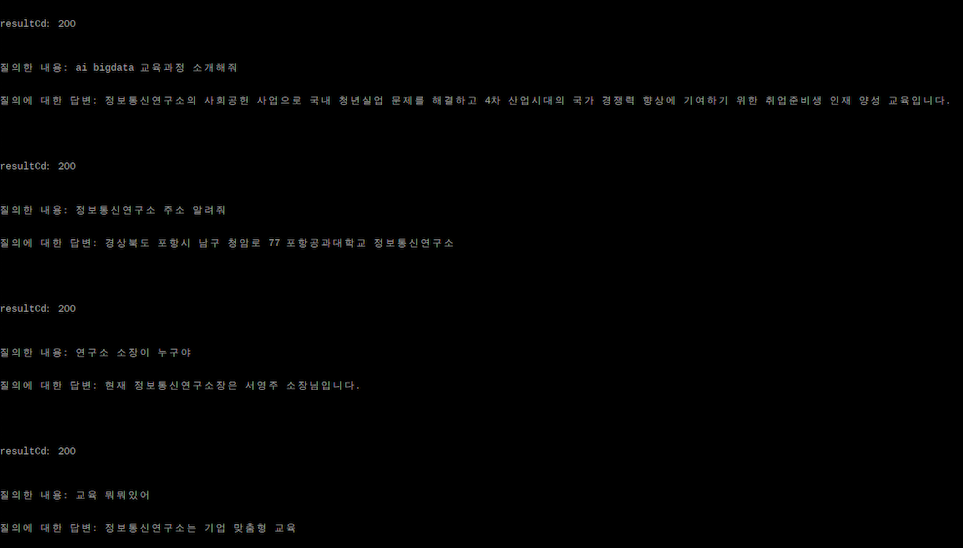 resultCd: 200
질의한 내용: ai bigdata 교육과정 소개해줘
질의에 대한 답변: 정보통신연구소의 사회공헌 사업으로 국내 청년실업 문제를 해결하고 4차 산업시대의 국가 경쟁력 향상에 기여하기 위한 취업준비생 인재 양성 교육입니다.
resultCd: 200
질의한 내용: 정보통신연구소 주소 알려줘
질의에 대한 답변: 경상북도 포항시 남구 청암로 77 포항공과대학교 정보통신연구소
resultCd: 200
질의한 내용: 연구소 소장이 누구야
질의에 대한 답변: 현재 정보통신연구소장은 서영주 소장님입니다.
resultCd: 200
질의한 내용: 교육 뭐뭐있어
질의에 대한 답변: 정보통신연구소는 기업 맞춤형 교육